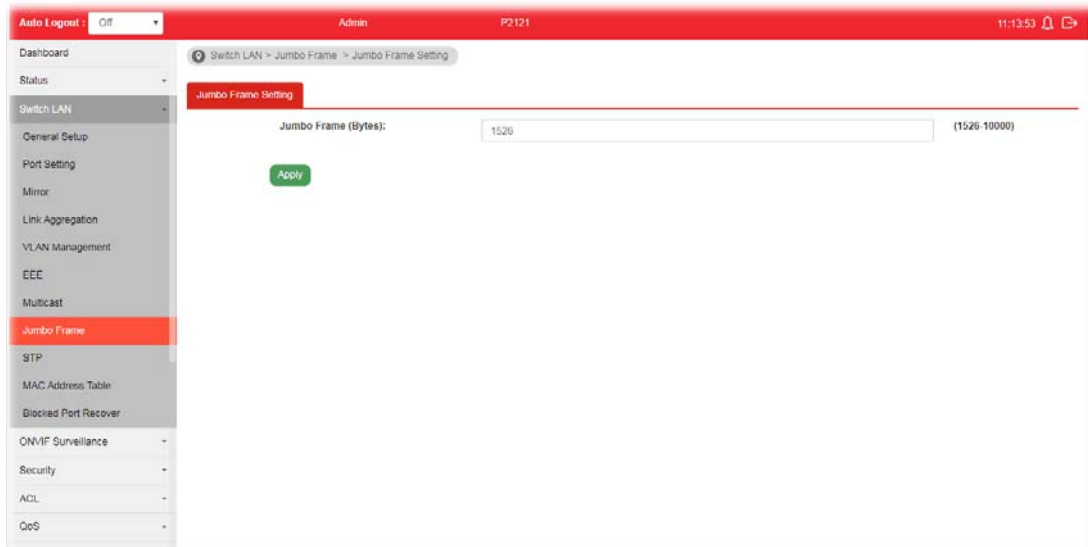 Auto Logout : Off Admin P2121 11:13:53
Dashboard
Switch LAN > Jumbo Frame > Jumbo Frame Setting
Status
Jumbo Frame Setting
Switch LAN
Jumbo Frame (Bytes): 1526 (1526-10000)
General Setup
Port Setting
Apply
Mirror
Link Aggregation
VLAN Management
EEE
Multicast
Jumbo Frame
STP
MAC Address Table
Blocked Port Recover
ONVIF Surveillance
Security
ACL
QoS